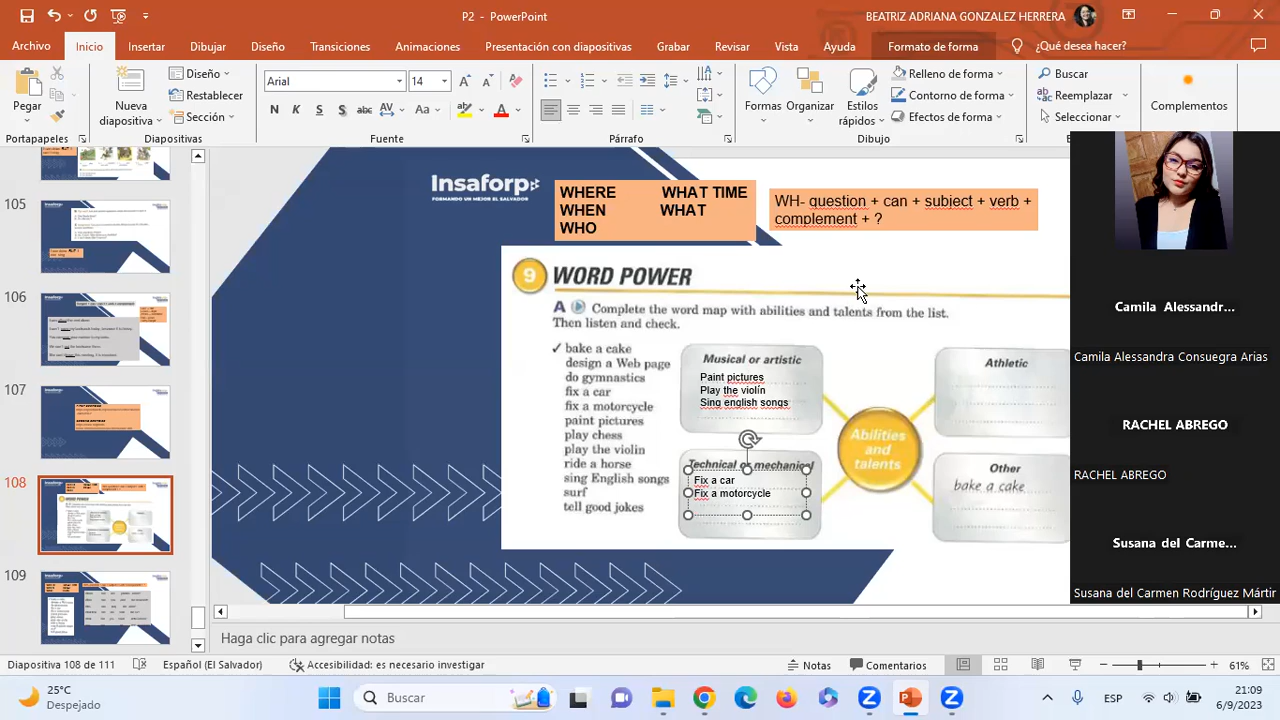 P2 - PowerPoint
BEATRIZ ADRIANA GONZALEZ HERRERA
Archivo Inicio Insertar Dibujar Diseño Transiciones Animaciones Presentación con diapositivas Grabar Revisar Vista Ayuda Formato de forma ¿Qué desea hacer?
Pegar
Portapapeles
Nueva diapositiva
Diseño
Restablecer
Sección
Diapositivas
Arial 14
N K S S abc AV Aa A
Fuente
Párrafo
Formas
Organizar
Estilos rápidos
Relleno de forma
Contorno de forma
Efectos de forma
Dibujo
Buscar
Reemplazar
Seleccionar
Complementos
105
106
107
108
109
Insaforp
FORMANDO UN MEJOR EL SALVADOR
WHERE WHAT TIME
WHEN WHAT
WHO
WH- question + can + subject + verb +
complement + ?
9 WORD POWER
A Complete the word map with abilities and talents from the list.
Then listen and check.
✓ bake a cake
design a Web page
do gymnastics
fix a car
fix a motorcycle
paint pictures
play chess
play the violin
ride a horse
sing English songs
surf
tell good jokes
Musical or artistic
Paint pictures
Play the violin
Sing english songs
Technical or mechanical
Fix a car
Fix a motorcycle
Abilities
and
talents
Athletic
Other
Bake a cake
Camila Alessandr...
Camila Alessandra Consuegra Arias
RACHEL ABREGO
RACHEL ABREGO
Susana del Carme...
Susana del Carmen Rodríguez Mártir
Haga clic para agregar notas
Diapositiva 108 de 111
Español (El Salvador)
Accesibilidad: es necesario investigar
Notas
Comentarios
61%
25°C
Despejado
Buscar
ESP
21:09
6/9/2023